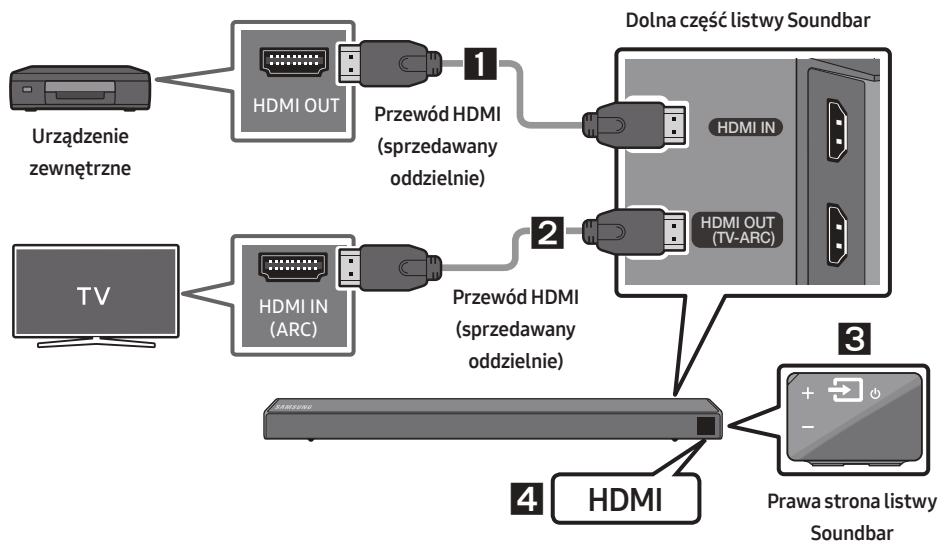 Dolna część listwy Soundbar
HDMI OUT
1
Przewód HDMI
(sprzedawany
oddzielnie)
Urządzenie
zewnętrzne
HDMI IN
HDMI OUT
(TV-ARC)
2
TV
HDMI IN
(ARC)
Przewód HDMI
(sprzedawany
oddzielnie)
3
+
−
SAMSUNG
4
HDMI
Prawa strona listwy
Soundbar